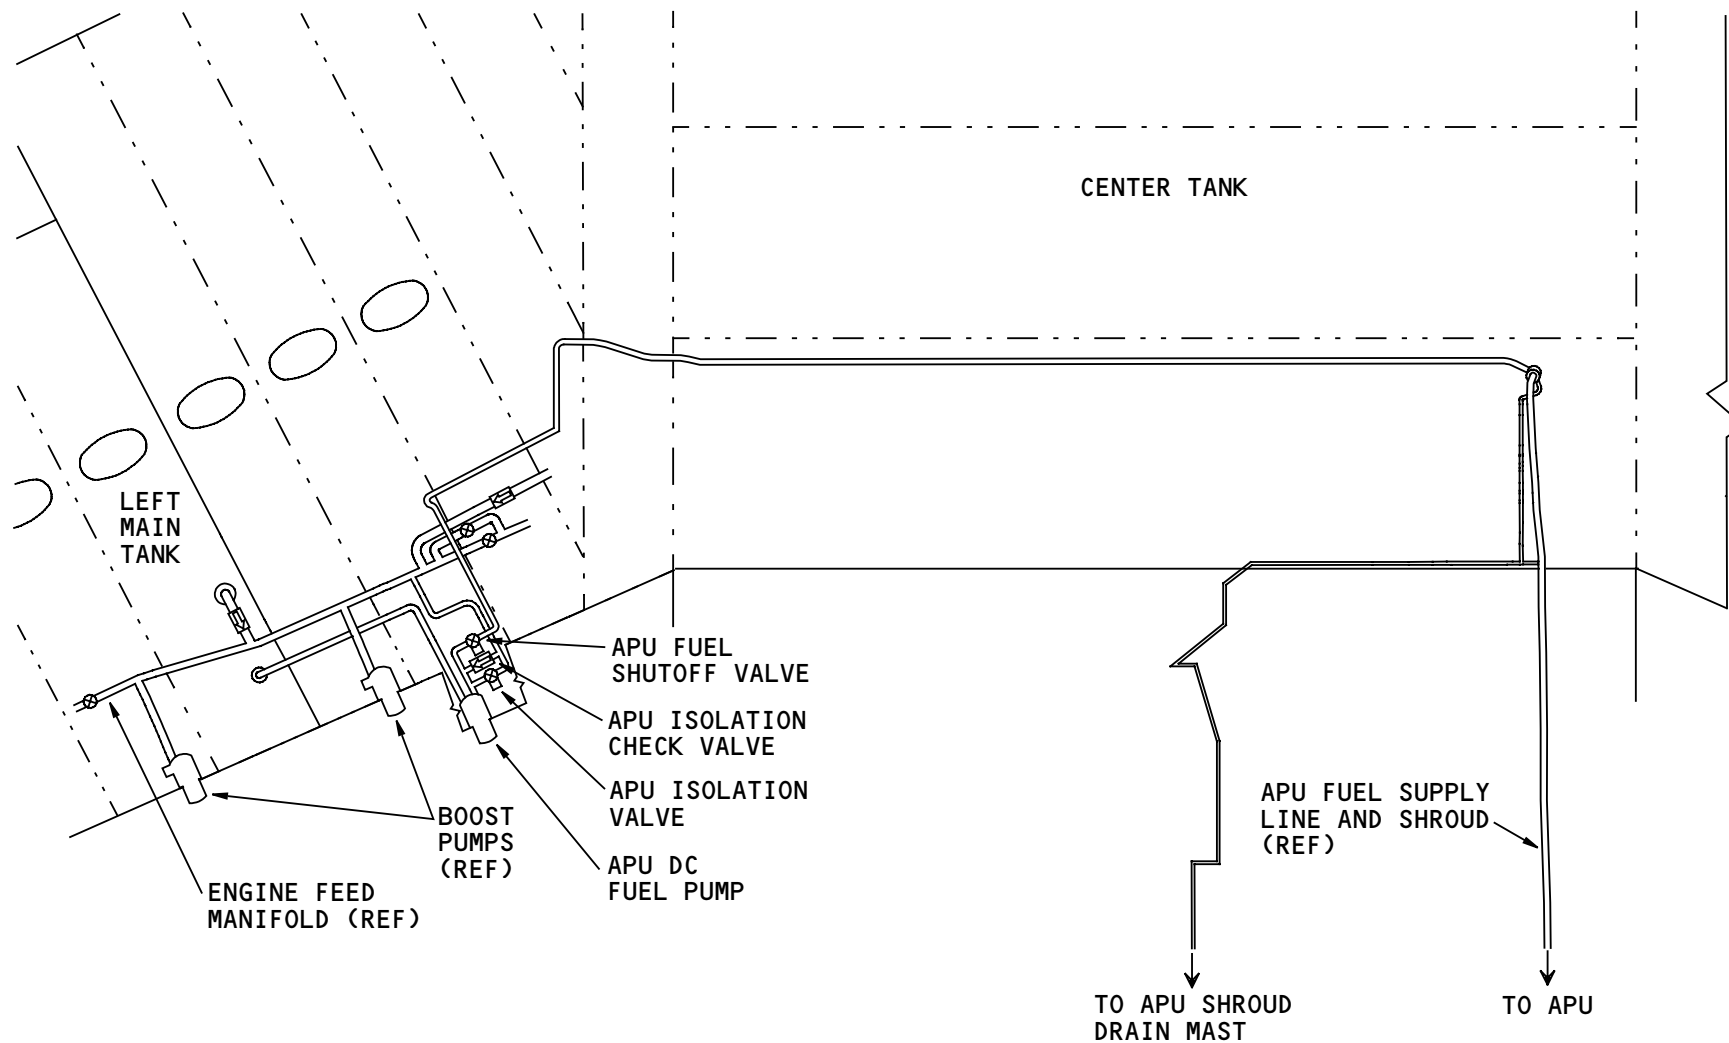 CENTER TANK
LEFT
MAIN
TANK
APU FUEL
SHUTOFF VALVE
APU ISOLATION
CHECK VALVE
APU ISOLATION
VALVE
BOOST
PUMPS
(REF)
APU DC
FUEL PUMP
ENGINE FEED
MANIFOLD (REF)
APU FUEL SUPPLY
LINE AND SHROUD
(REF)
TO APU SHROUD
DRAIN MAST
TO APU